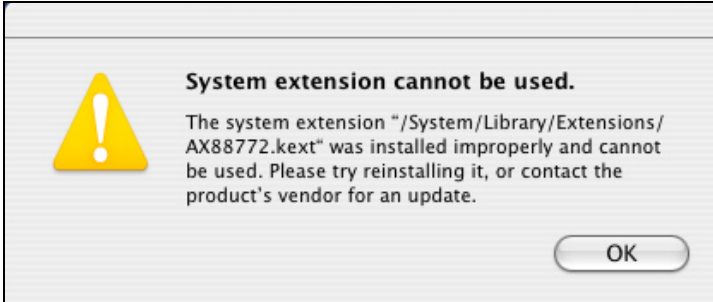 System extension cannot be used.
The system extension “/System/Library/Extensions/
AX88772.kext“ was installed improperly and cannot
be used. Please try reinstalling it, or contact the
product’s vendor for an update.
OK